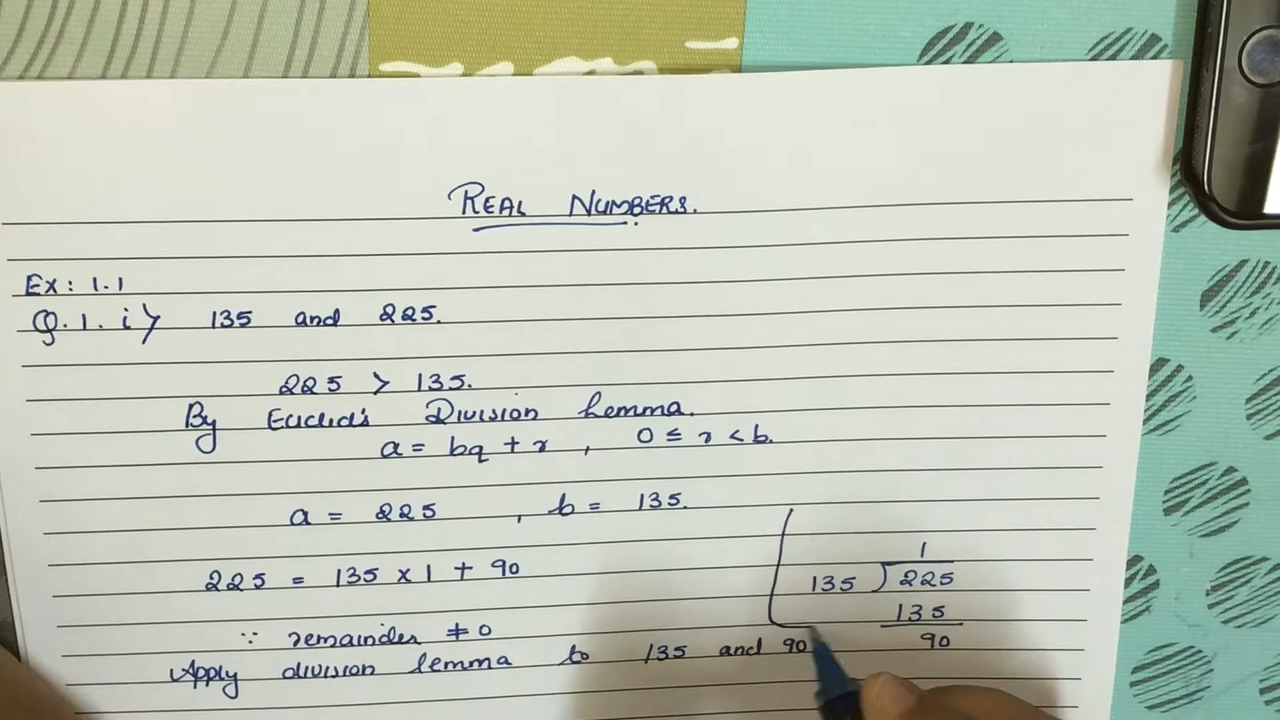 REAL NUMBERS.
Ex: 1.1
Q.1. i> 135 and 225.
225 > 135.
By Euclid's Division Lemma.
a = bq + r , 0 ≤ r < b.
a = 225 , b = 135.
225 = 135 x 1 + 90
∵ remainder ≠ 0
Apply division lemma to 135 and 90
1
135 ) 225
135
90